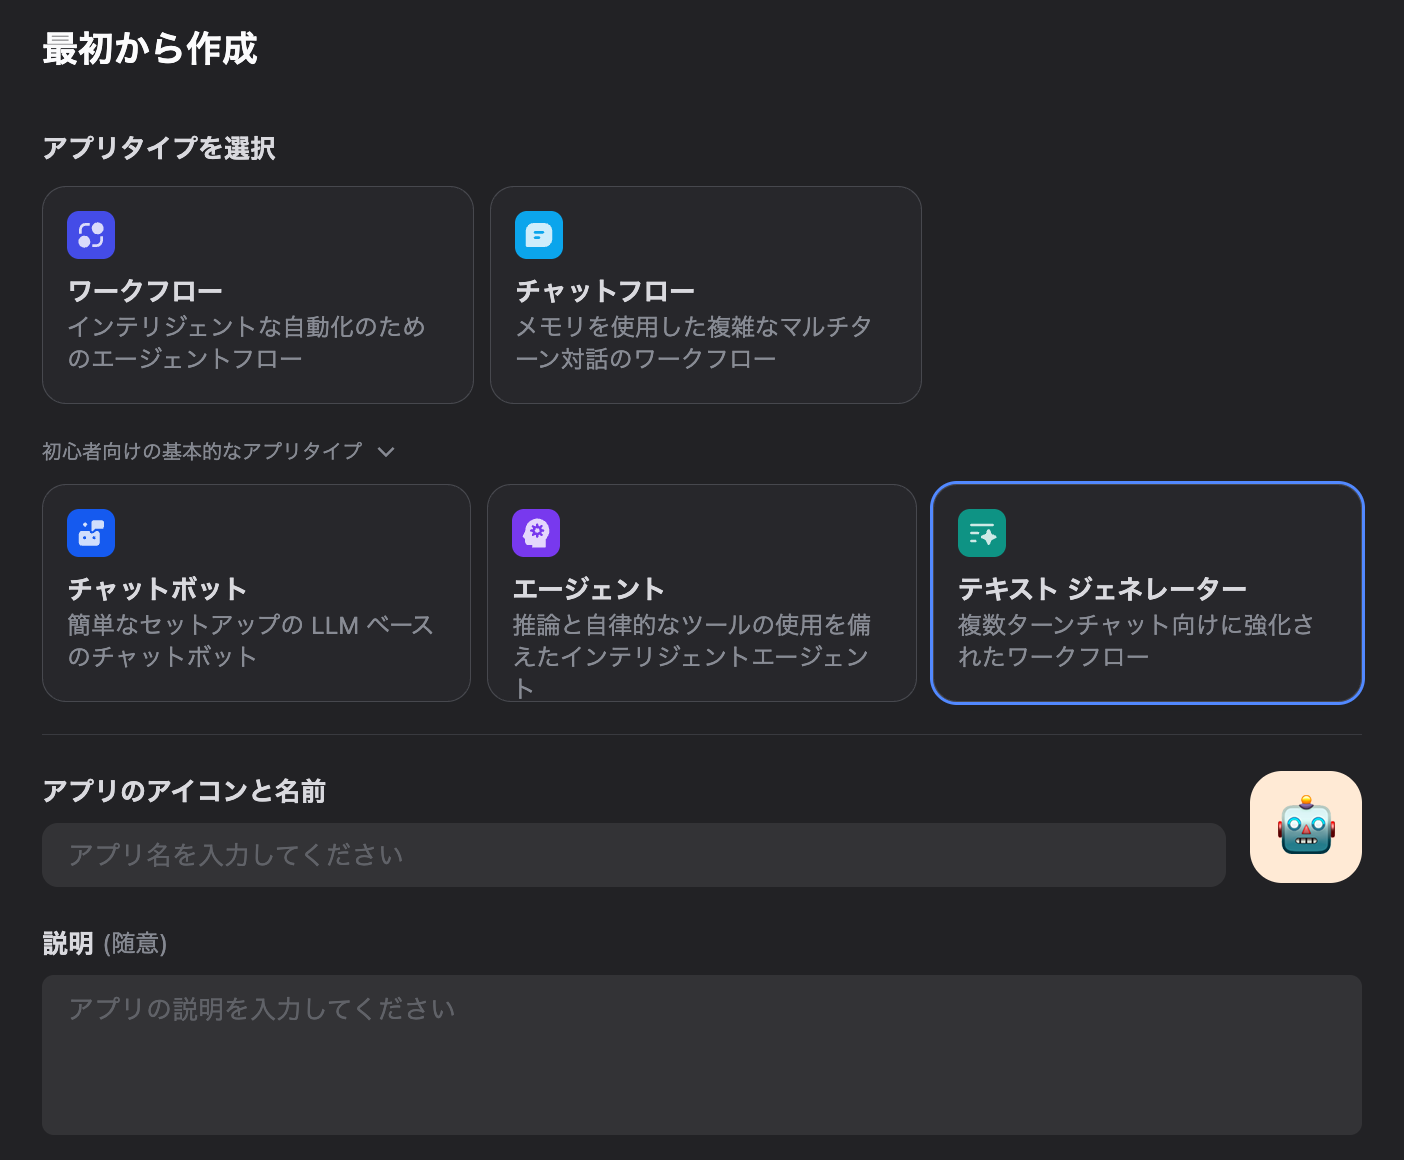 最初から作成
アプリタイプを選択
ワークフロー
インテリジェントな自動化のため
のエージェントフロー
チャットフロー
メモリを使用した複雑なマルチタ
ーン対話のワークフロー
初心者向けの基本的なアプリタイプ
チャットボット
簡単なセットアップの LLM ベース
のチャットボット
エージェント
推論と自律的なツールの使用を備
えたインテリジェントエージェン
ト
テキスト ジェネレーター
複数ターンチャット向けに強化さ
れたワークフロー
アプリのアイコンと名前
アプリ名を入力してください
説明 (随意)
アプリの説明を入力してください